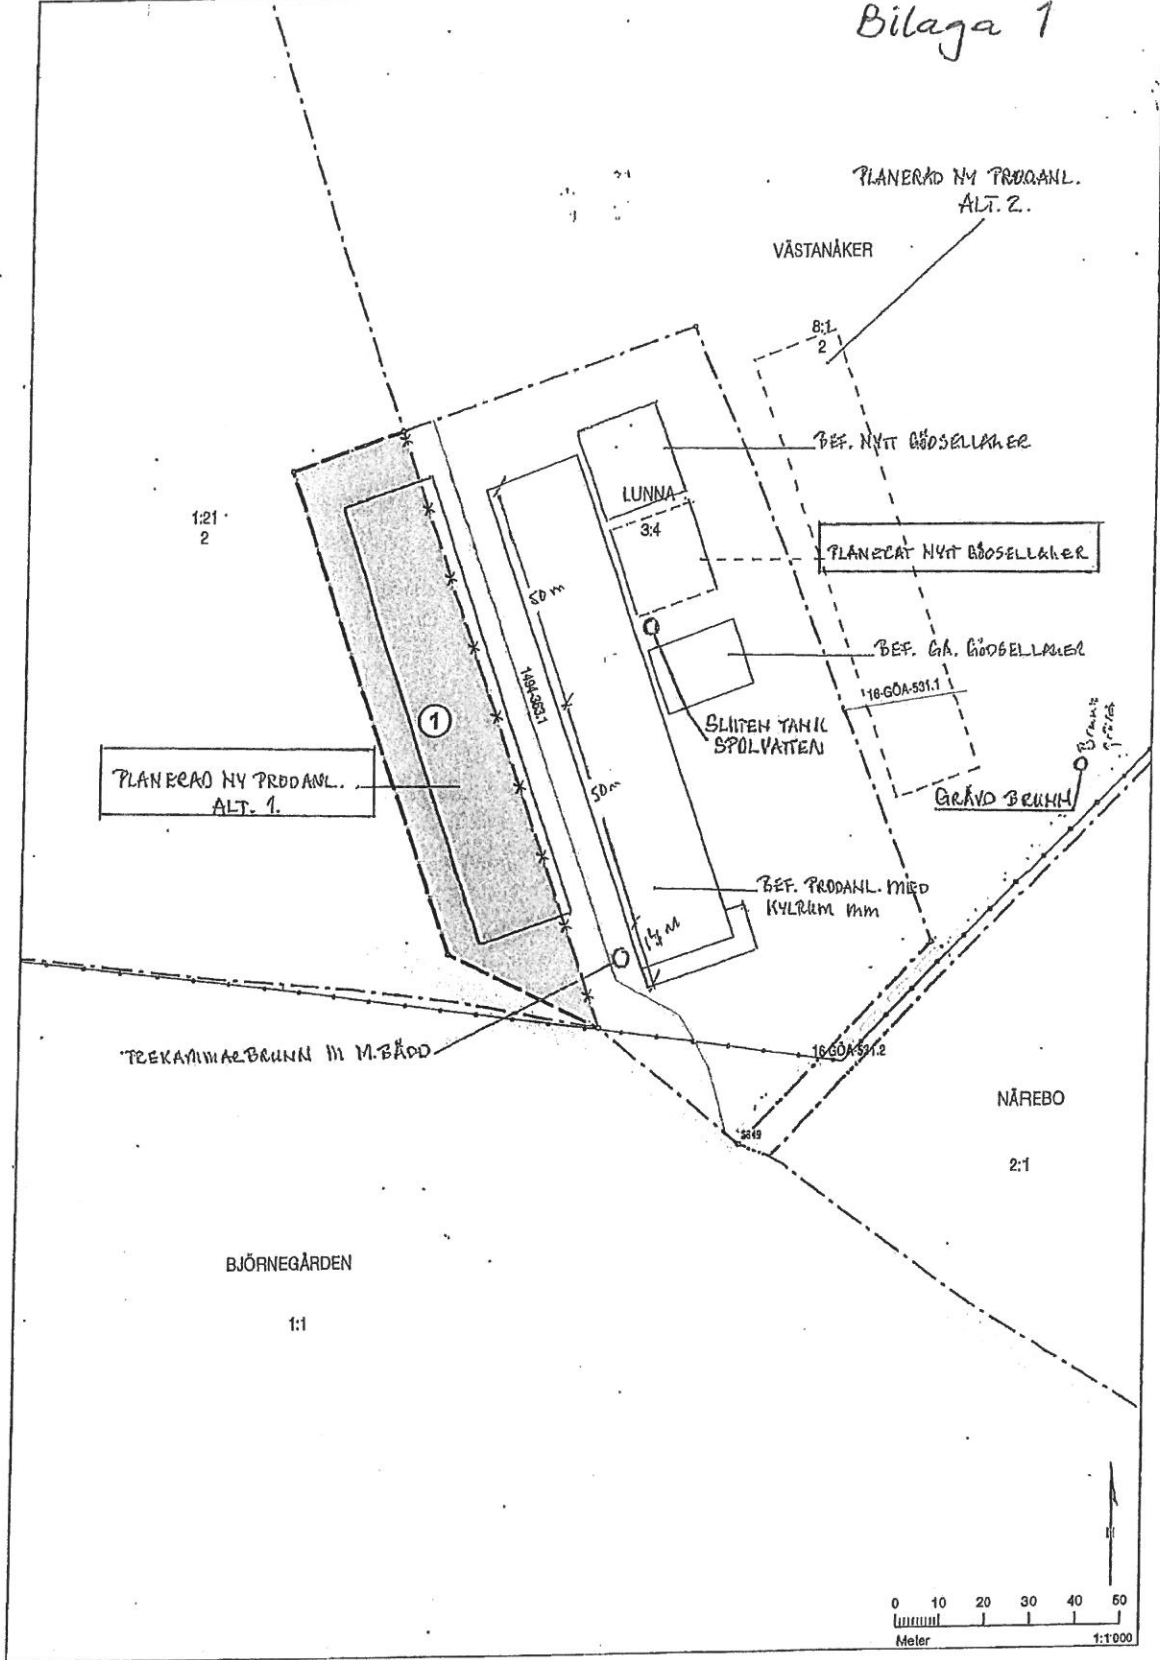 Bilaga 1
PLANERAD NY PRODANL.
ALT. 2.
VÄSTANÅKER
8:1
2
BEF. NYTT GÖDSELLAGER
LUNNA
3:4
1:21
2
PLANERAT NYTT GÖDSELLAGER
50 m
BEF. GA. GÖDSELLAGER
1494-363.1
16-GÖA-531.1
1
SLUTEN TANK
SPOLVATTEN
Brunn
PLANERAD NY PRODANL.
ALT. 1.
50 m
GRÄVD BRUNN
BEF. PRODANL. MED
KYLRUM mm
14 M
TREKAMMARBRUNN M.BÄDD
16-GÖA-531.2
NÄREBO
2:1
BJÖRNEGÅRDEN
1:1
0 10 20 30 40 50
Meter
1:1000